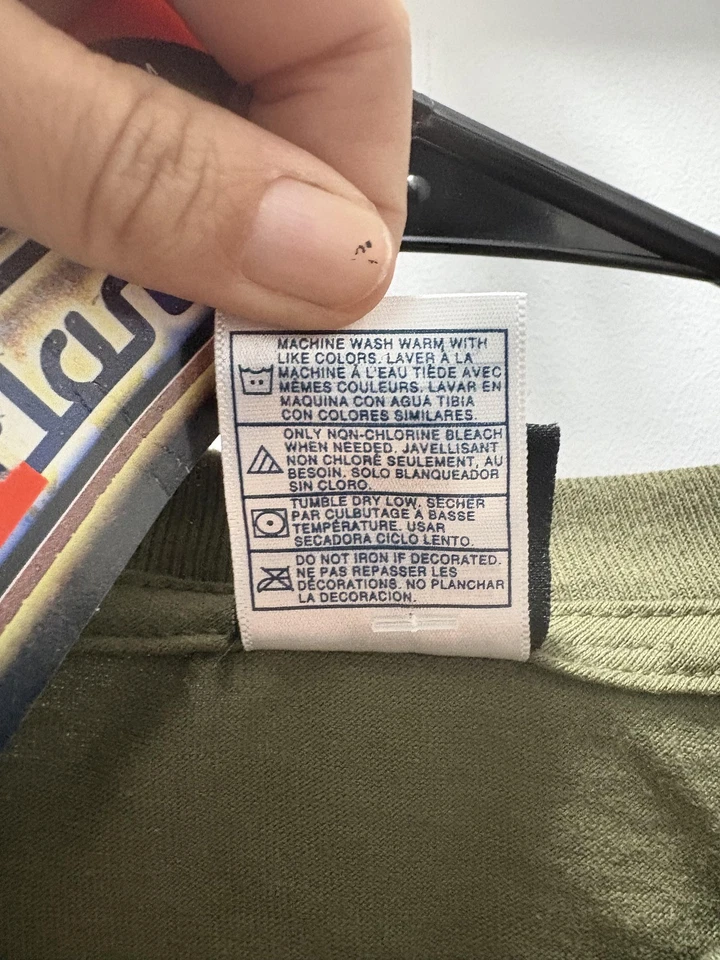 MACHINE WASH WARM WITH
LIKE COLORS. LAVER À LA
MACHINE À L'EAU TIÈDE AVEC
MÊMES COULEURS. LAVAR EN
MAQUINA CON AGUA TIBIA
CON COLORES SIMILARES.
ONLY NON-CHLORINE BLEACH
WHEN NEEDED. JAVELLISANT
NON CHLORÉ SEULEMENT, AU
BESOIN. SOLO BLANQUEADOR
SIN CLORO.
TUMBLE DRY LOW. SÉCHER
PAR CULBUTAGE À BASSE
TEMPÉRATURE. USAR
SECADORA CICLO LENTO.
DO NOT IRON IF DECORATED.
NE PAS REPASSER LES
DÉCORATIONS. NO PLANCHAR
LA DECORACION.